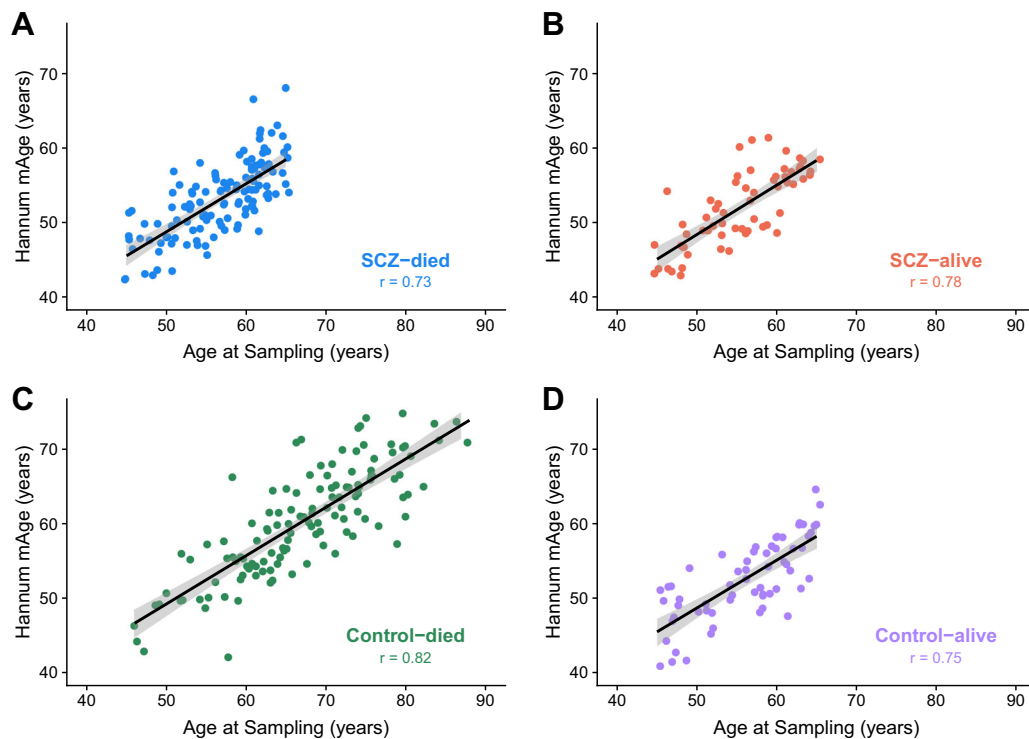 A
Hannum mAge (years)
70
60
50
40
SCZ−died
r = 0.73
40 50 60 70 80 90
Age at Sampling (years)
B
Hannum mAge (years)
70
60
50
40
SCZ−alive
r = 0.78
40 50 60 70 80 90
Age at Sampling (years)
C
Hannum mAge (years)
70
60
50
40
Control−died
r = 0.82
40 50 60 70 80 90
Age at Sampling (years)
D
Hannum mAge (years)
70
60
50
40
Control−alive
r = 0.75
40 50 60 70 80 90
Age at Sampling (years)